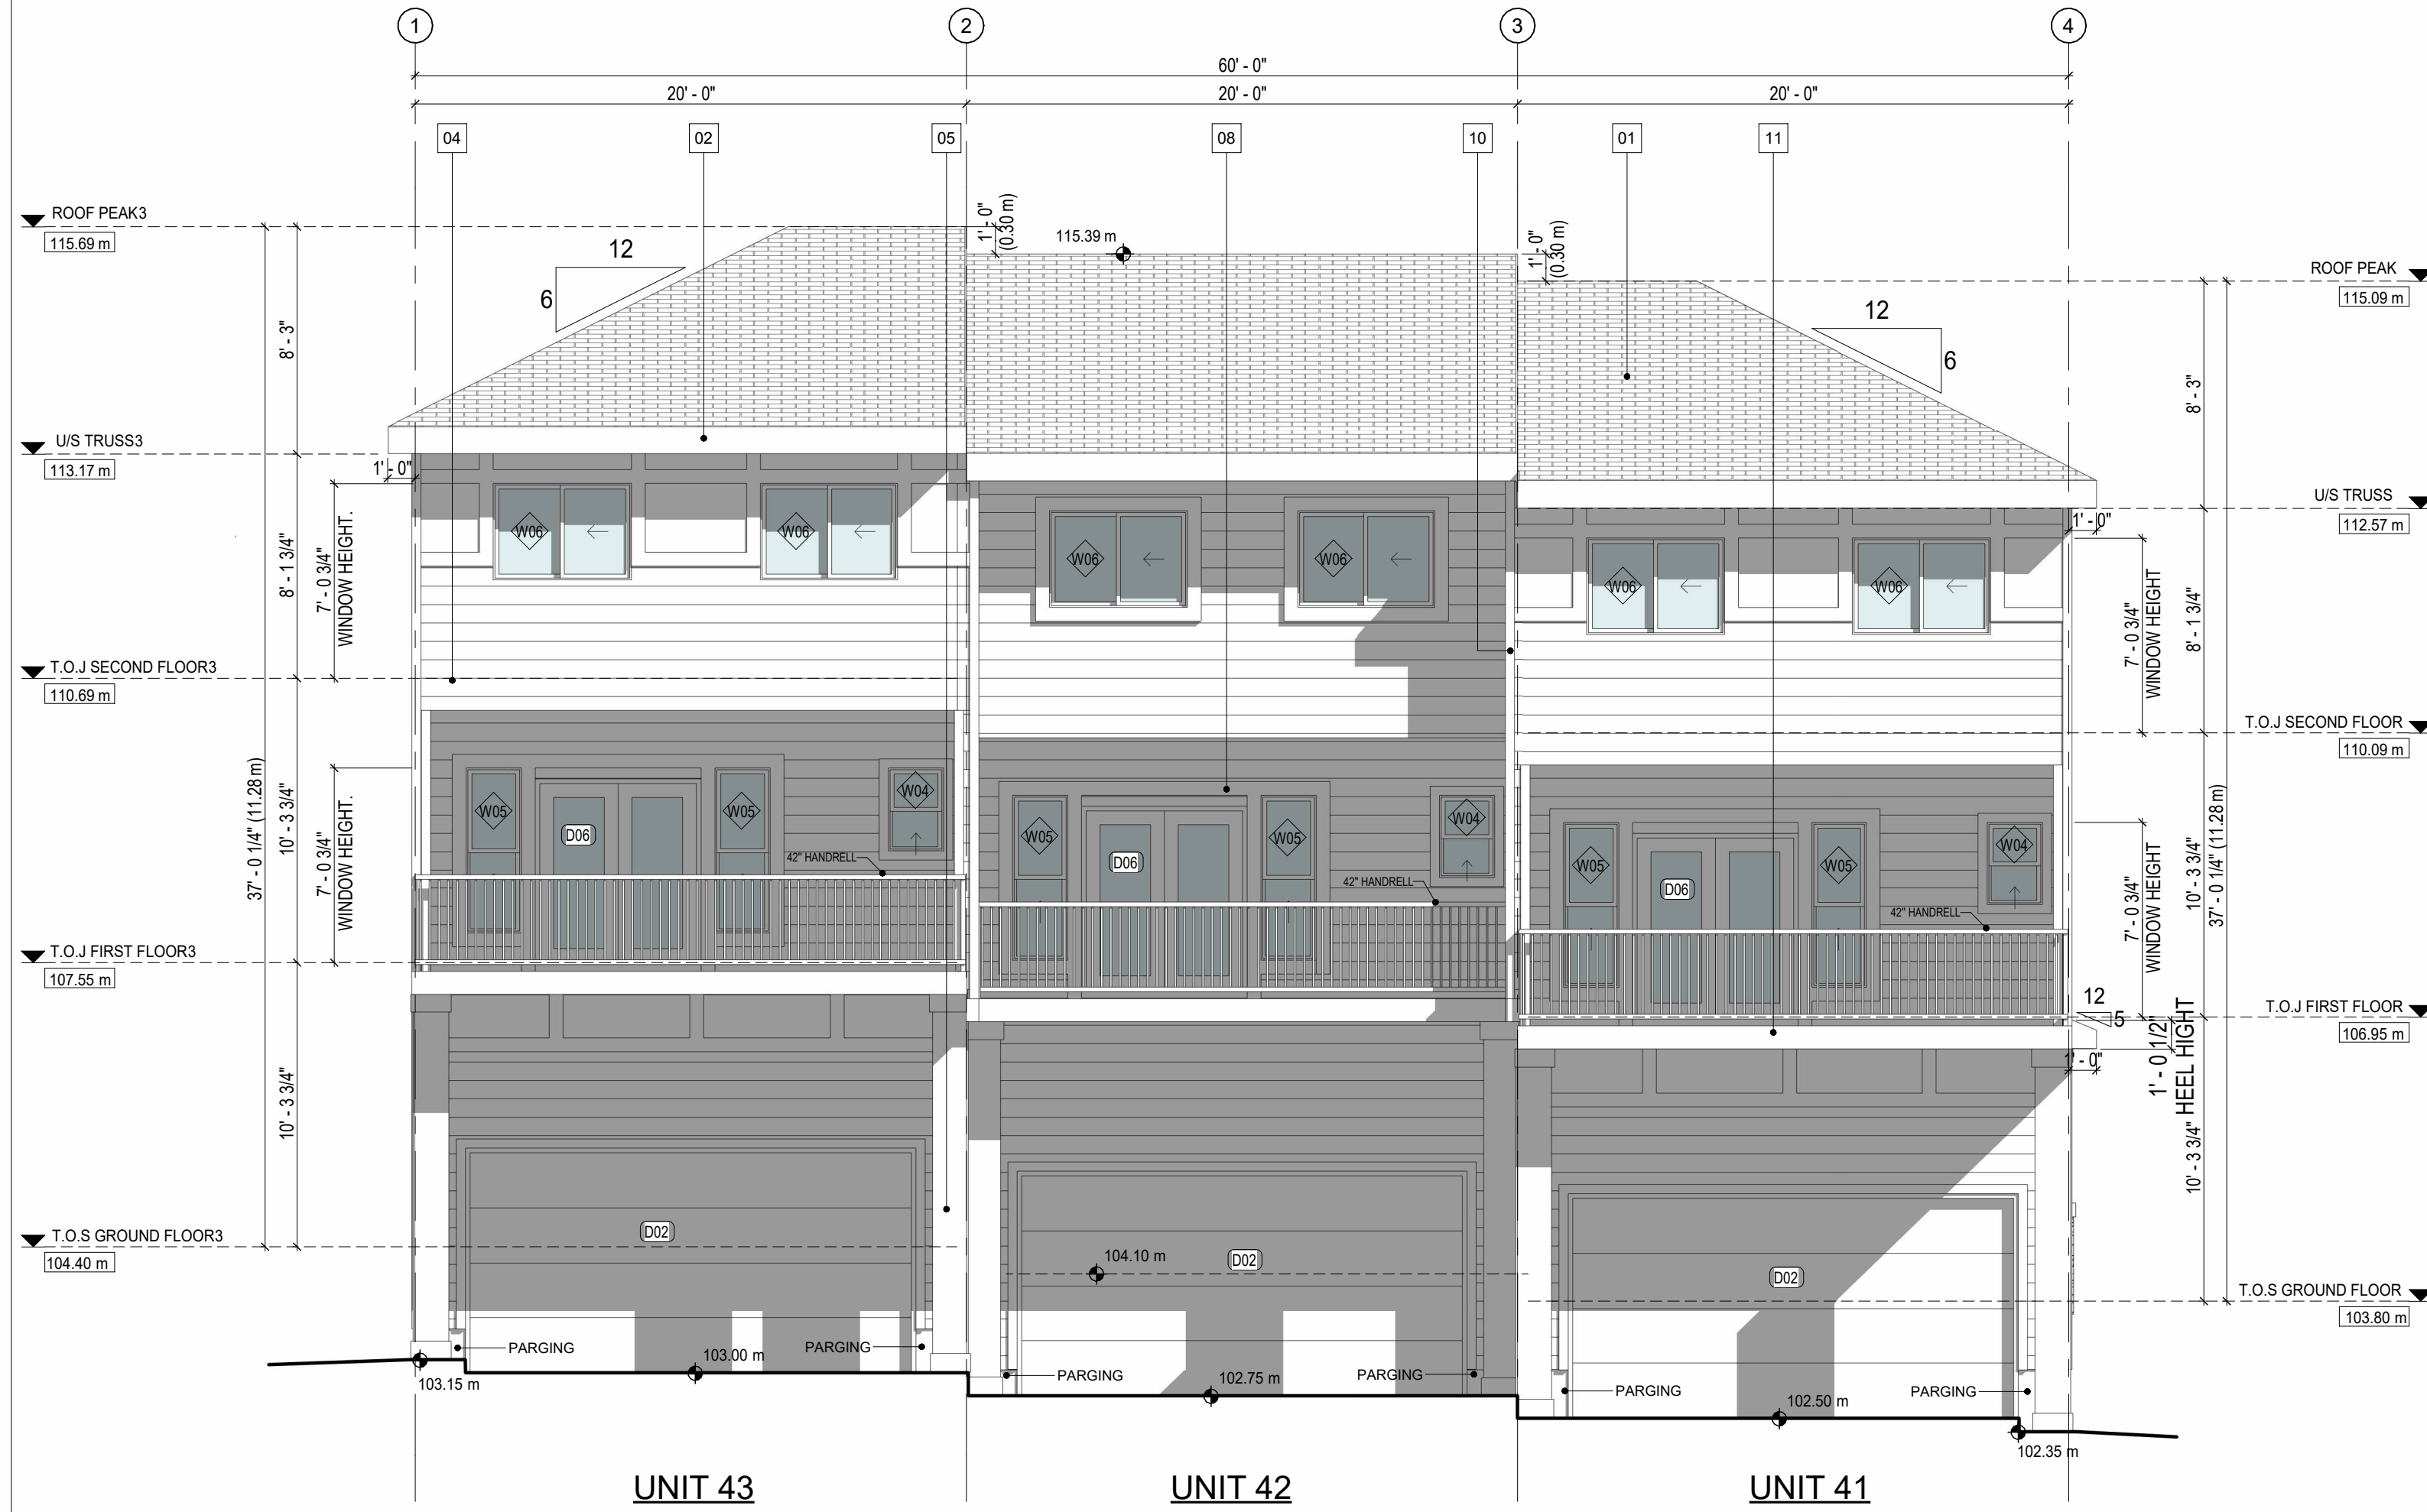 1
2
3
4
60' - 0"
20' - 0"
20' - 0"
20' - 0"
04
02
05
08
10
01
11
ROOF PEAK3
115.69 m
U/S TRUSS3
113.17 m
T.O.J SECOND FLOOR3
110.69 m
T.O.J FIRST FLOOR3
107.55 m
T.O.S GROUND FLOOR3
104.40 m
37' - 0 1/4" (11.28 m)
8' - 3"
8' - 1 3/4"
10' - 3 3/4"
10' - 3 3/4"
7' - 0 3/4"
WINDOW HEIGHT.
7' - 0 3/4"
WINDOW HEIGHT.
1' - 0"
12
6
1' - 0"
(0.30 m)
115.39 m
1' - 0"
(0.30 m)
12
6
W06
W06
W06
W06
W06
W06
W05
D06
W05
W04
42" HANDRELL
W05
D06
W05
W04
42" HANDRELL
W05
D06
W05
W04
42" HANDRELL
D02
104.10 m
D02
D02
PARGING
PARGING
PARGING
PARGING
PARGING
PARGING
103.15 m
103.00 m
102.75 m
102.50 m
102.35 m
ROOF PEAK
115.09 m
U/S TRUSS
112.57 m
T.O.J SECOND FLOOR
110.09 m
T.O.J FIRST FLOOR
106.95 m
T.O.S GROUND FLOOR
103.80 m
1' - 0"
7' - 0 3/4"
WINDOW HEIGHT
7' - 0 3/4"
WINDOW HEIGHT
8' - 3"
8' - 1 3/4"
10' - 3 3/4"
10' - 3 3/4"
37' - 0 1/4" (11.28 m)
12
5
1' - 0 1/2"
HEEL HIGHT
1' - 0"
UNIT 43
UNIT 42
UNIT 41